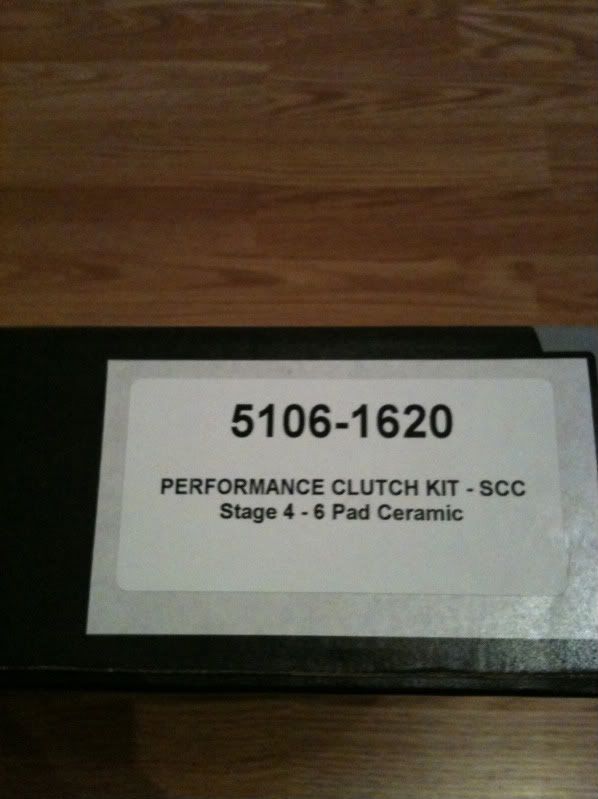 5106-1620
PERFORMANCE CLUTCH KIT - SCC
Stage 4 - 6 Pad Ceramic